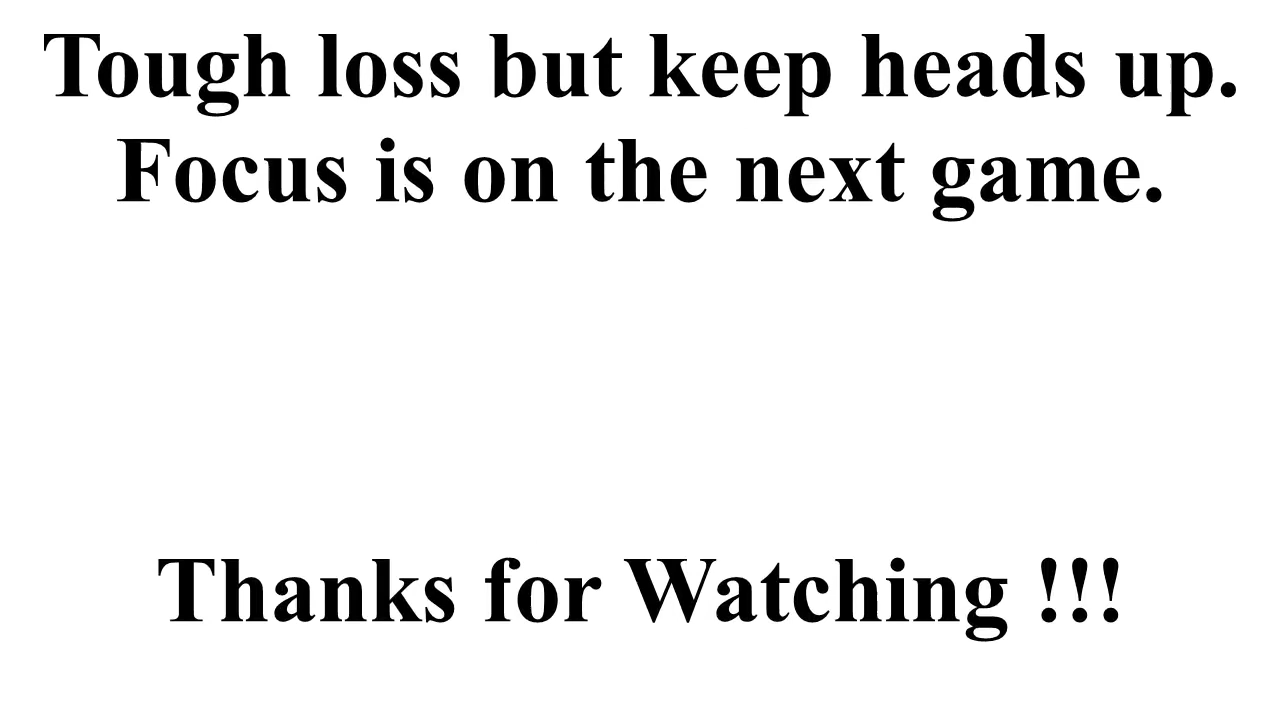 Tough loss but keep heads up.
Focus is on the next game.
Thanks for Watching !!!